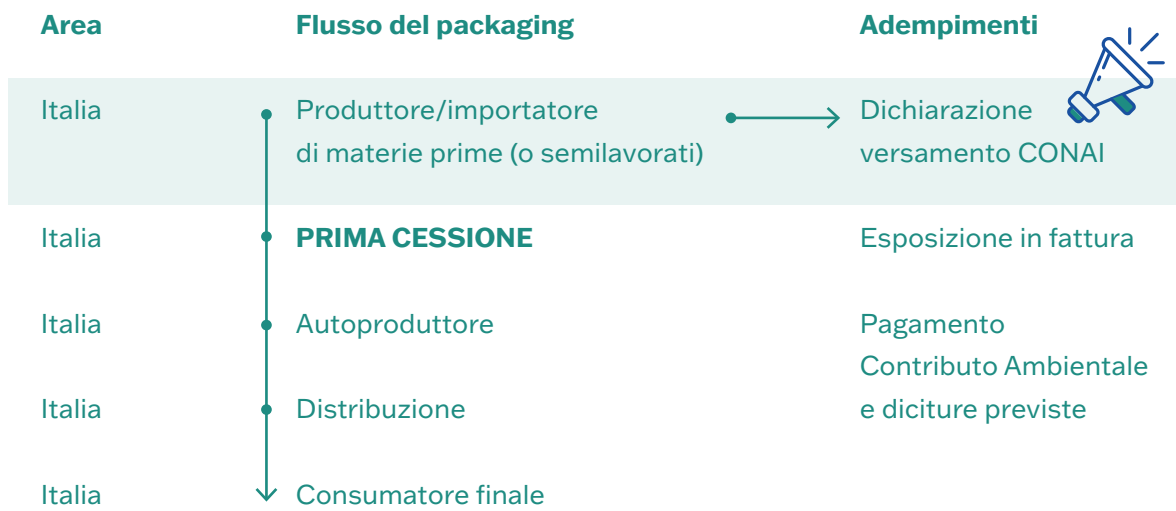 Area Flusso del packaging Adempimenti
Italia Produttore/importatore Dichiarazione
di materie prime (o semilavorati) versamento CONAI
Italia PRIMA CESSIONE Esposizione in fattura
Italia Autoproduttore Pagamento
Contributo Ambientale
Italia Distribuzione e diciture previste
Italia Consumatore finale